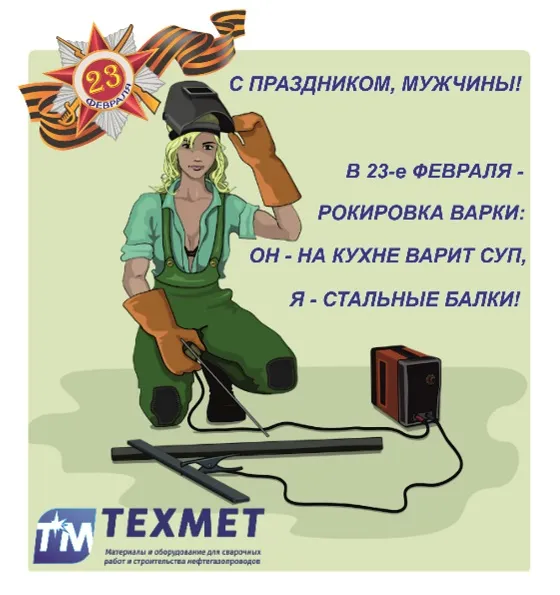 23
ФЕВРАЛЯ
С ПРАЗДНИКОМ, МУЖЧИНЫ!
В 23-е ФЕВРАЛЯ -
РОКИРОВКА ВАРКИ:
ОН - НА КУХНЕ ВАРИТ СУП,
Я - СТАЛЬНЫЕ БАЛКИ!
ТМ ТЕХМЕТ
Материалы и оборудование для сварочных
работ и строительства нефтегазопроводов